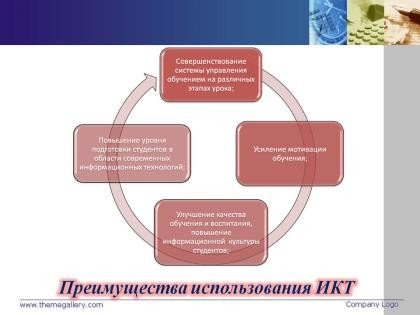 Совершенствование
системы управления
обучением на различных
этапах урока;
Усиление мотивации
обучения;
Улучшение качества
обучения и воспитания,
повышение
информационной культуры
студентов;
Повышение уровня
подготовки студентов в
области современных
информационных технологий;
Преимущества использования ИКТ
www.themegallery.com
Company Logo